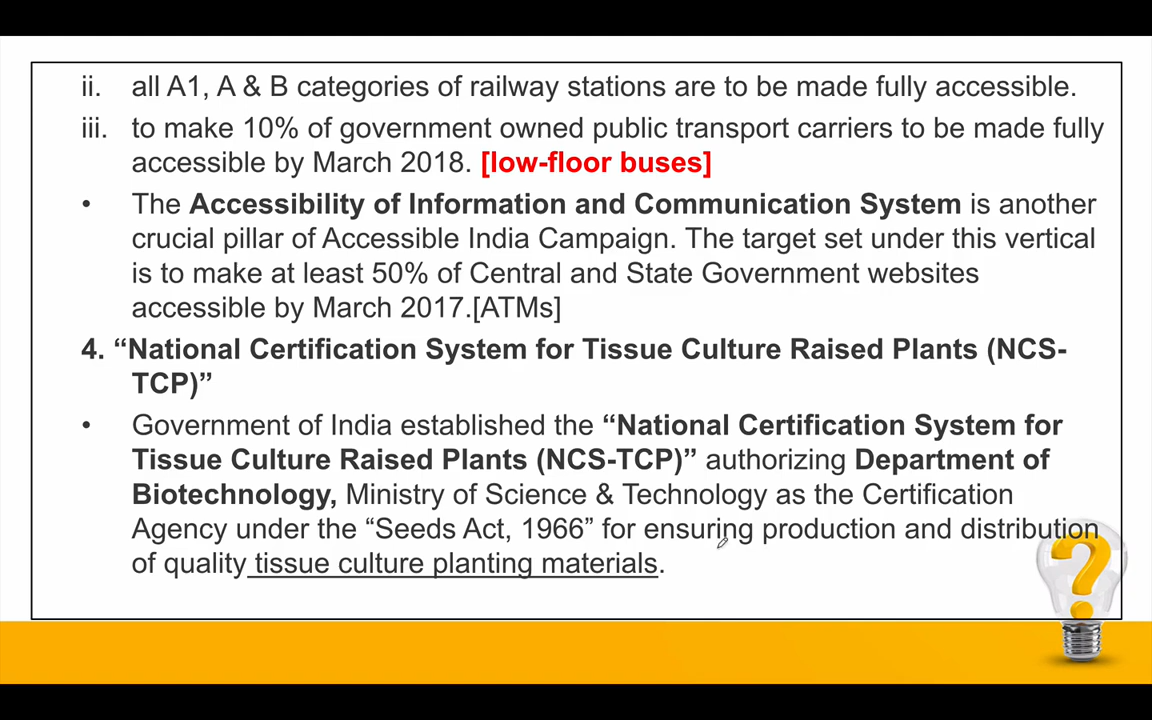 ii. all A1, A & B categories of railway stations are to be made fully accessible.
iii. to make 10% of government owned public transport carriers to be made fully
accessible by March 2018. [low-floor buses]
• The Accessibility of Information and Communication System is another
crucial pillar of Accessible India Campaign. The target set under this vertical
is to make at least 50% of Central and State Government websites
accessible by March 2017.[ATMs]
4. “National Certification System for Tissue Culture Raised Plants (NCS-
TCP)”
• Government of India established the “National Certification System for
Tissue Culture Raised Plants (NCS-TCP)” authorizing Department of
Biotechnology, Ministry of Science & Technology as the Certification
Agency under the “Seeds Act, 1966” for ensuring production and distribution
of quality tissue culture planting materials.